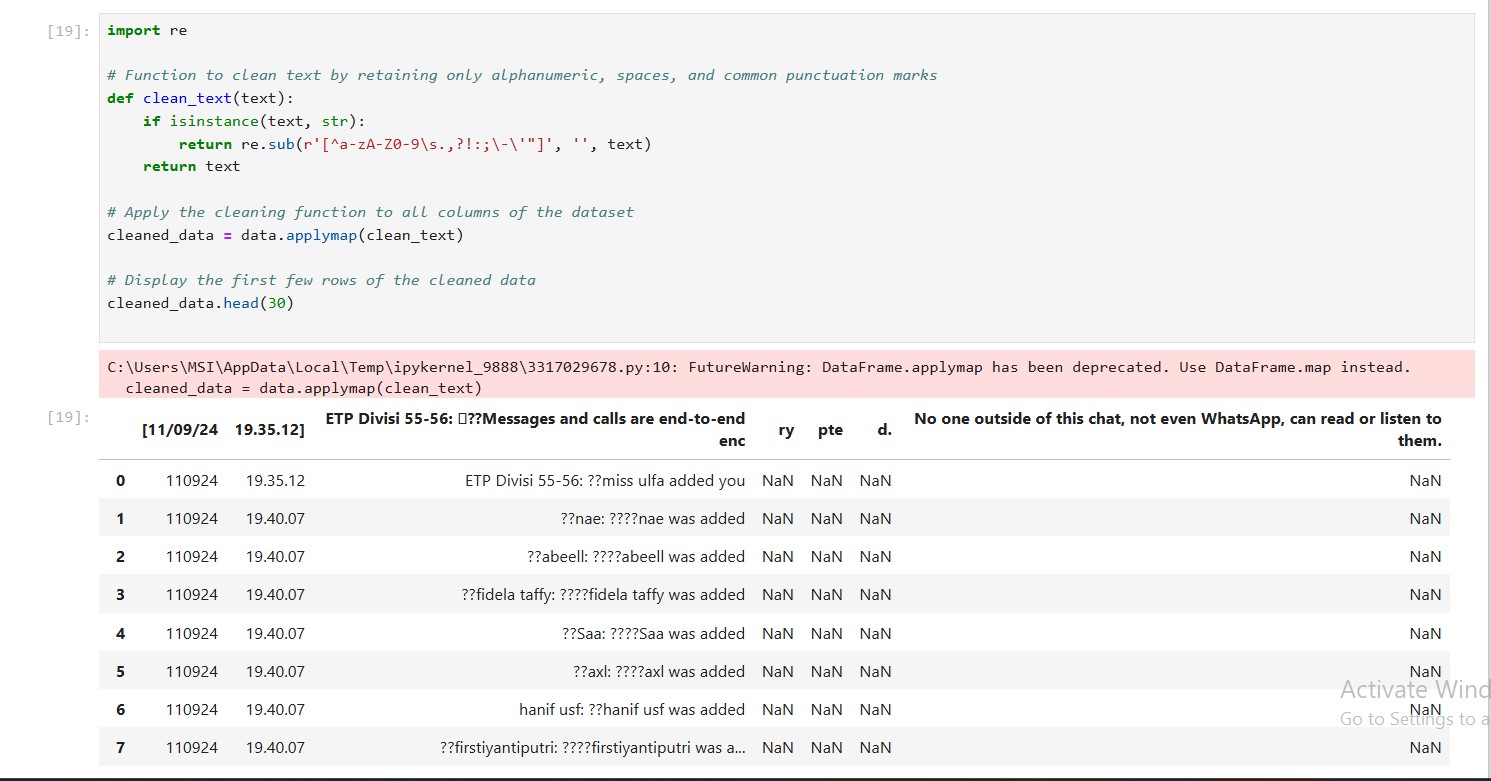 [19]: import re
# Function to clean text by retaining only alphanumeric, spaces, and common punctuation marks
def clean_text(text):
    if isinstance(text, str):
        return re.sub(r'[^a-zA-Z0-9\s.,?!:;\-\'"]', '', text)
    return text
# Apply the cleaning function to all columns of the dataset
cleaned_data = data.applymap(clean_text)
# Display the first few rows of the cleaned data
cleaned_data.head(30)
C:\Users\MSI\AppData\Local\Temp\ipykernel_9888\3317029678.py:10: FutureWarning: DataFrame.applymap has been deprecated. Use DataFrame.map instead.
  cleaned_data = data.applymap(clean_text)
[19]:
[11/09/24 19.35.12] ETP Divisi 55-56: ▯??Messages and calls are end-to-end enc ry pte d. No one outside of this chat, not even WhatsApp, can read or listen to them.
0 110924 19.35.12 ETP Divisi 55-56: ??miss ulfa added you NaN NaN NaN NaN
1 110924 19.40.07 ??nae: ????nae was added NaN NaN NaN NaN
2 110924 19.40.07 ??abeell: ????abeell was added NaN NaN NaN NaN
3 110924 19.40.07 ??fidela taffy: ????fidela taffy was added NaN NaN NaN NaN
4 110924 19.40.07 ??Saa: ????Saa was added NaN NaN NaN NaN
5 110924 19.40.07 ??axl: ????axl was added NaN NaN NaN NaN
6 110924 19.40.07 hanif usf: ??hanif usf was added NaN NaN NaN NaN
7 110924 19.40.07 ??firstiyantiputri: ????firstiyantiputri was a... NaN NaN NaN NaN
Activate Wind
Go to Settings to a